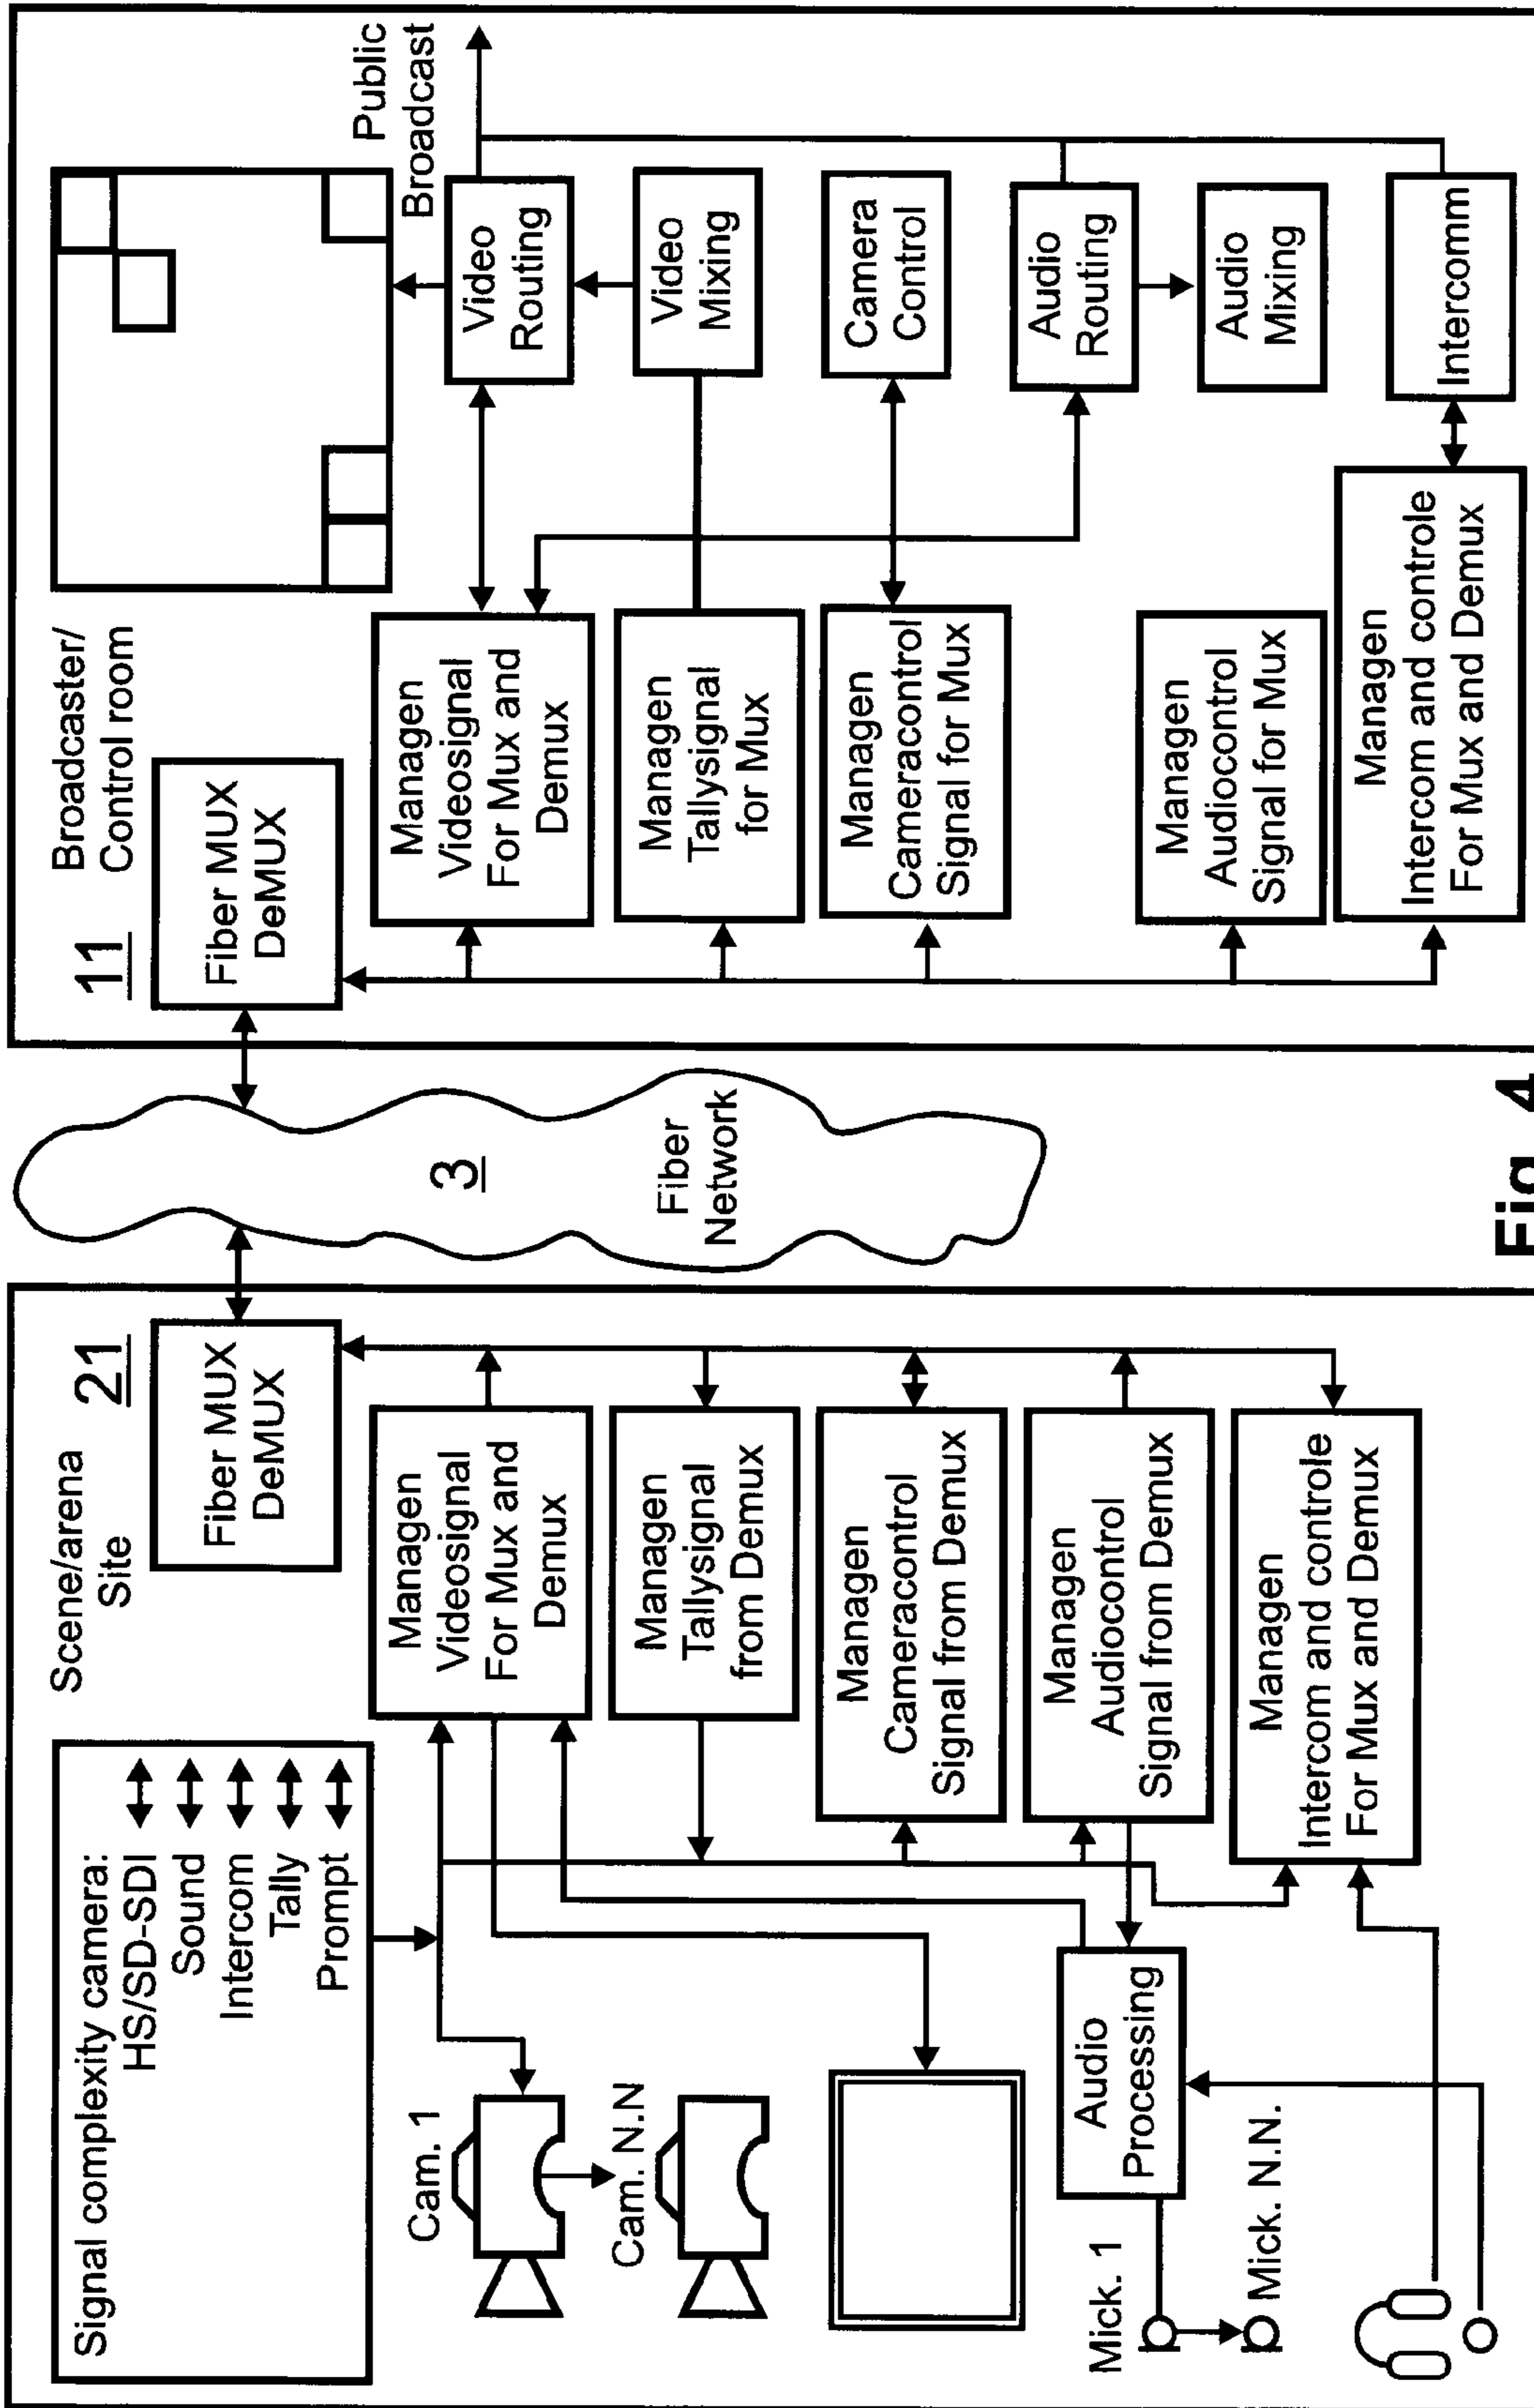 Signal complexity camera:
HS/SD-SDI
Sound
Intercom
Tally
Prompt
Scene/arena
Site
21
Fiber MUX
DeMUX
Cam. 1
Cam. N.N
Managen
Videosignal
For Mux and
Demux
Managen
Tallysignal
from Demux
Managen
Cameracontrol
Signal from Demux
Managen
Audiocontrol
Signal from Demux
Managen
Intercom and controle
For Mux and Demux
Audio
Processing
Mick. 1
Mick. N.N.
3
Fiber
Network
Broadcaster/
Control room
11
Fiber MUX
DeMUX
Managen
Videosignal
For Mux and
Demux
Managen
Tallysignal
for Mux
Managen
Cameracontrol
Signal for Mux
Managen
Audiocontrol
Signal for Mux
Managen
Intercom and controle
For Mux and Demux
Public
Broadcast
Video
Routing
Video
Mixing
Camera
Control
Audio
Routing
Audio
Mixing
Intercomm
Fig. 4